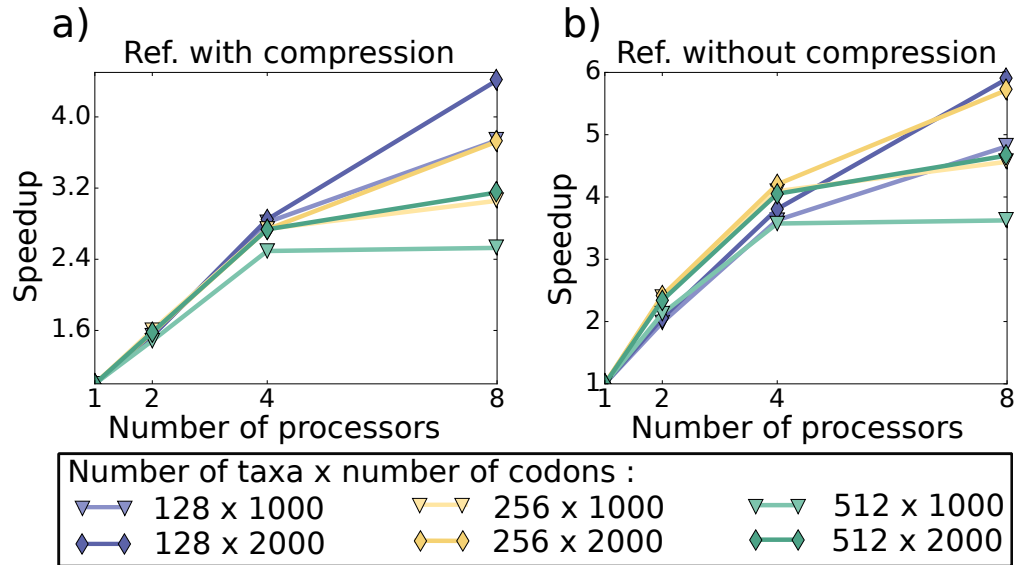 a)
Ref. with compression
4.0
3.2
2.4
1.6
Speedup
1 2 4 8
Number of processors
b)
Ref. without compression
6
5
4
3
2
1
Speedup
1 2 4 8
Number of processors
Number of taxa x number of codons :
128 x 1000 256 x 1000 512 x 1000
128 x 2000 256 x 2000 512 x 2000